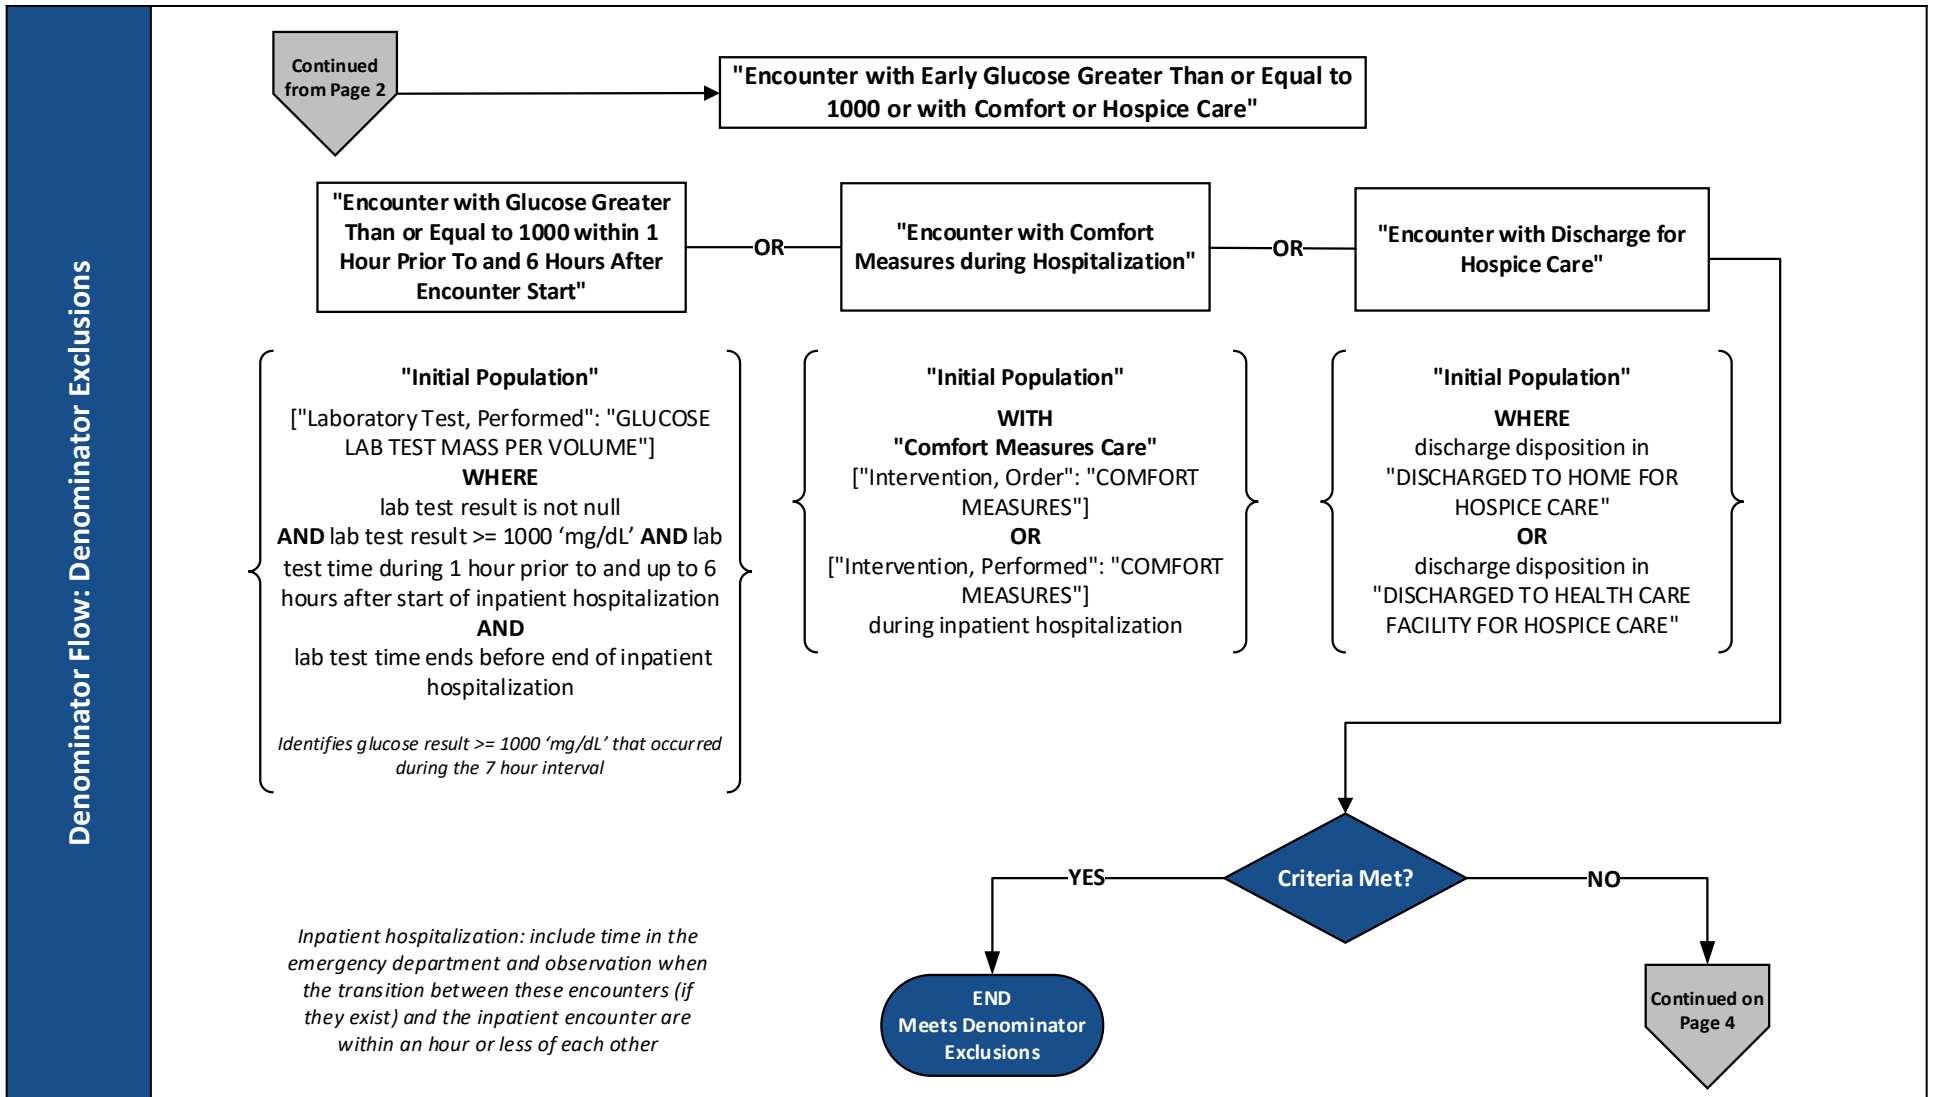 Denominator Flow: Denominator Exclusions
Continued
from Page 2
"Encounter with Early Glucose Greater Than or Equal to
1000 or with Comfort or Hospice Care"
"Encounter with Glucose Greater
Than or Equal to 1000 within 1
Hour Prior To and 6 Hours After
Encounter Start"
OR
"Encounter with Comfort
Measures during Hospitalization"
OR
"Encounter with Discharge for
Hospice Care"
"Initial Population"
["Laboratory Test, Performed": "GLUCOSE
LAB TEST MASS PER VOLUME"]
WHERE
lab test result is not null
AND lab test result >= 1000 ‘mg/dL’ AND lab
test time during 1 hour prior to and up to 6
hours after start of inpatient hospitalization
AND
lab test time ends before end of inpatient
hospitalization
Identifies glucose result >= 1000 ‘mg/dL’ that occurred
during the 7 hour interval
"Initial Population"
WITH
"Comfort Measures Care"
["Intervention, Order": "COMFORT
MEASURES"]
OR
["Intervention, Performed": "COMFORT
MEASURES"]
during inpatient hospitalization
"Initial Population"
WHERE
discharge disposition in
"DISCHARGED TO HOME FOR
HOSPICE CARE"
OR
discharge disposition in
"DISCHARGED TO HEALTH CARE
FACILITY FOR HOSPICE CARE"
Criteria Met?
YES
NO
Inpatient hospitalization: include time in the
emergency department and observation when
the transition between these encounters (if
they exist) and the inpatient encounter are
within an hour or less of each other
END
Meets Denominator
Exclusions
Continued on
Page 4